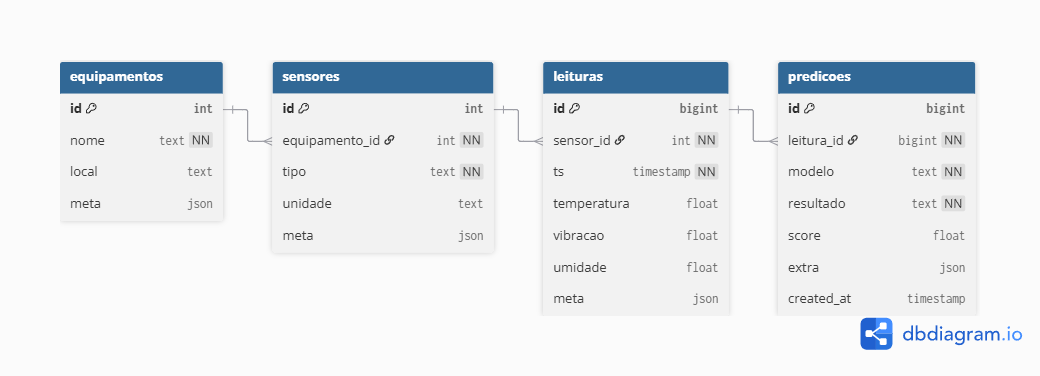 equipamentos
id int
nome text NN
local text
meta json
sensores
id int
equipamento_id int NN
tipo text NN
unidade text
meta json
leituras
id bigint
sensor_id int NN
ts timestamp NN
temperatura float
vibracao float
umidade float
meta json
predicoes
id bigint
leitura_id bigint NN
modelo text NN
resultado text NN
score float
extra json
created_at timestamp
dbdiagram.io